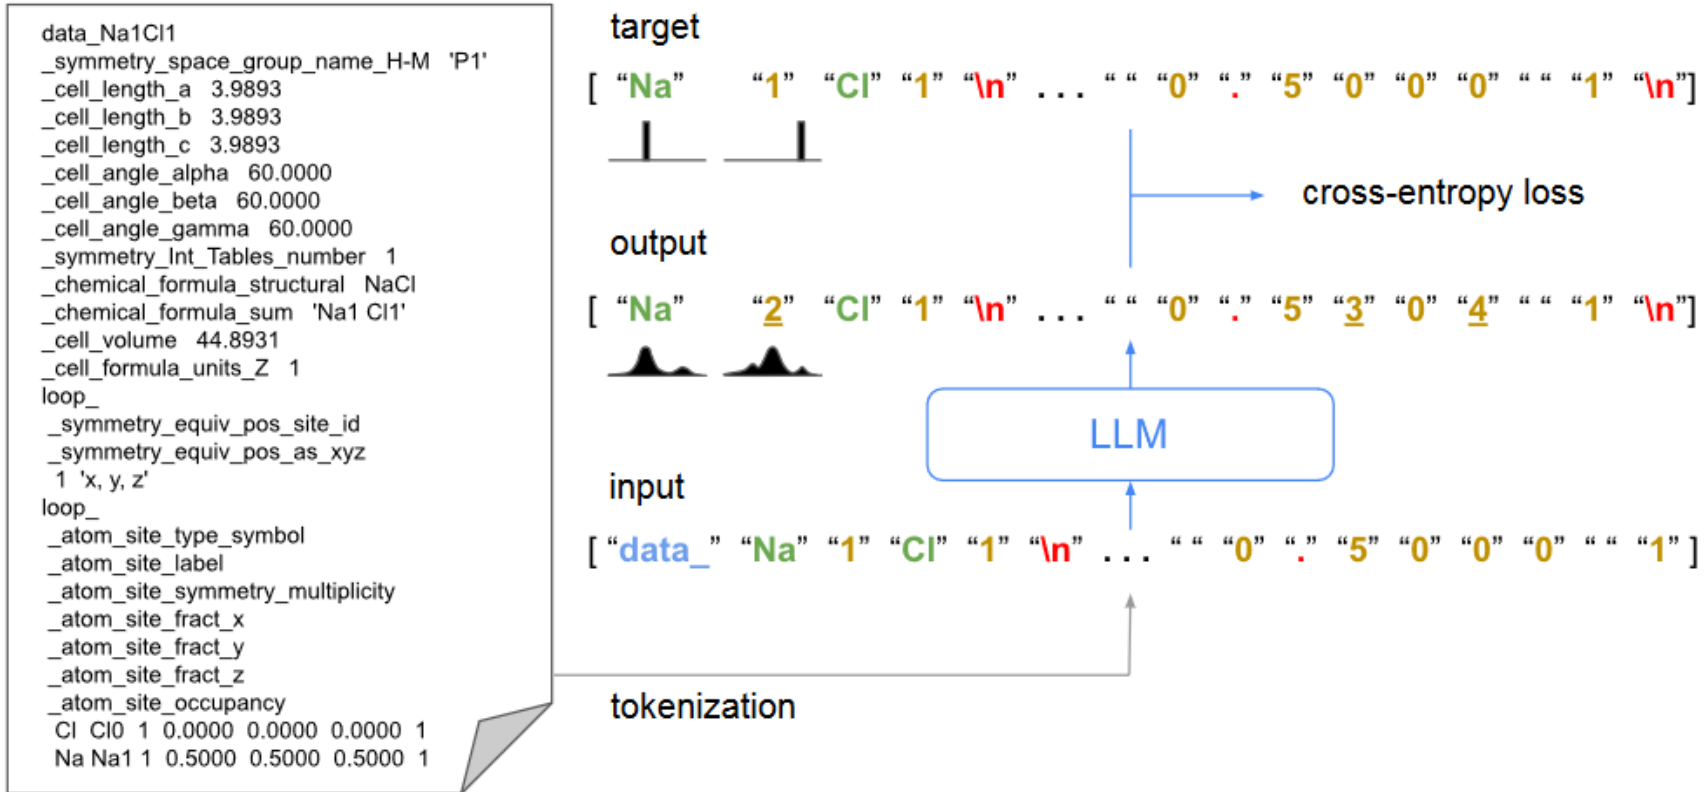 data_Na1Cl1
_symmetry_space_group_name_H-M 'P1'
_cell_length_a 3.9893
_cell_length_b 3.9893
_cell_length_c 3.9893
_cell_angle_alpha 60.0000
_cell_angle_beta 60.0000
_cell_angle_gamma 60.0000
_symmetry_Int_Tables_number 1
_chemical_formula_structural NaCl
_chemical_formula_sum 'Na1 Cl1'
_cell_volume 44.8931
_cell_formula_units_Z 1
loop_
_symmetry_equiv_pos_site_id
_symmetry_equiv_pos_as_xyz
1 'x, y, z'
loop_
_atom_site_type_symbol
_atom_site_label
_atom_site_symmetry_multiplicity
_atom_site_fract_x
_atom_site_fract_y
_atom_site_fract_z
_atom_site_occupancy
Cl Cl0 1 0.0000 0.0000 0.0000 1
Na Na1 1 0.5000 0.5000 0.5000 1
target
[ “Na” “1” “Cl” “1” “\n” . . . “ “ “0” “.” “5” “0” “0” “0” “ “ “1” “\n”]
cross-entropy loss
output
[ “Na” “2” “Cl” “1” “\n” . . . “ “ “0” “.” “5” “3” “0” “4” “ “ “1” “\n”]
LLM
input
[ “data_” “Na” “1” “Cl” “1” “\n” . . . “ “ “0” “.” “5” “0” “0” “0” “ “ “1” ]
tokenization